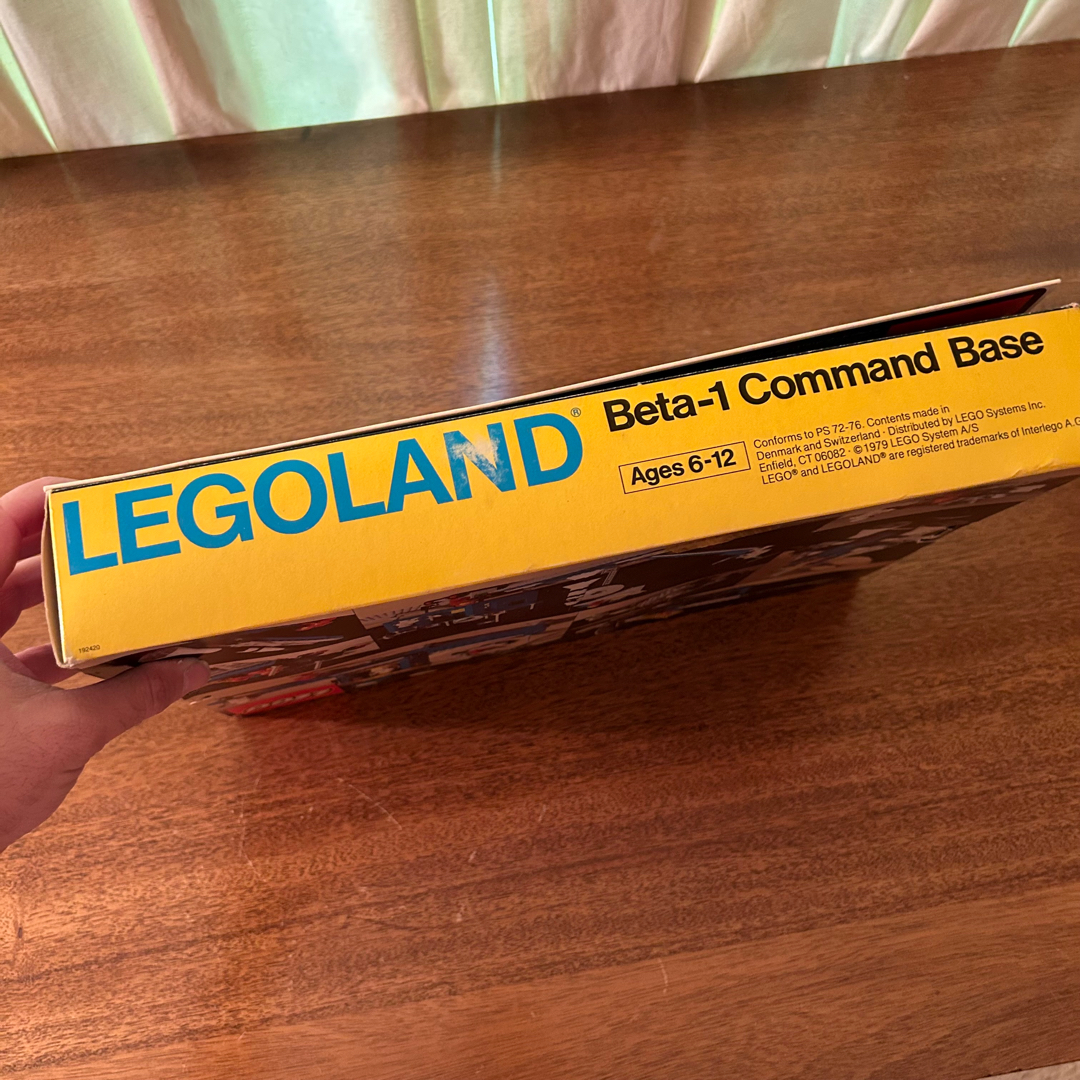 LEGOLAND®
Beta-1 Command Base
Ages 6-12
Conforms to PS 72-76. Contents made in
Denmark and Switzerland · Distributed by LEGO Systems Inc.
Enfield, CT 06082 · © 1979 LEGO System A/S
LEGO® and LEGOLAND® are registered trademarks of Interlego A.G
192420